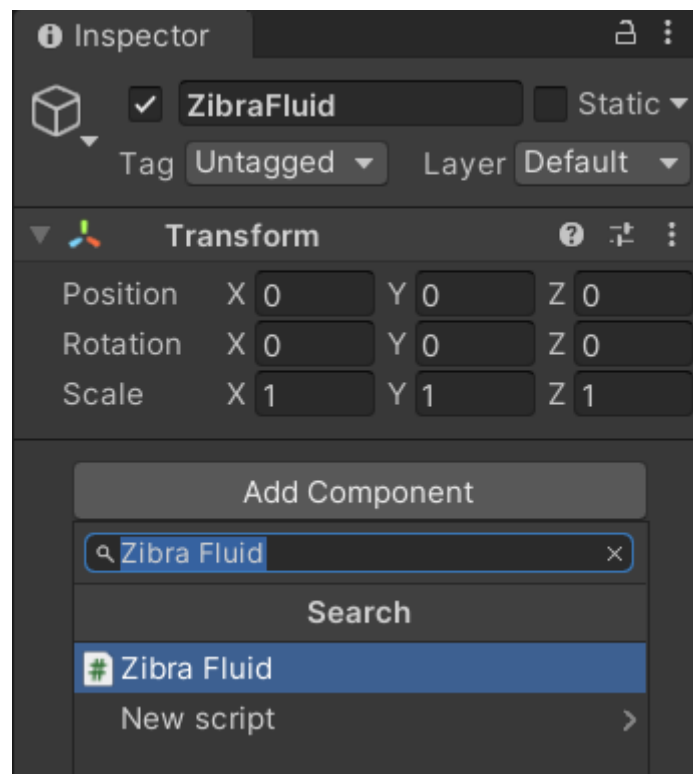 Inspector
ZibraFluid Static
Tag Untagged Layer Default
Transform
Position X 0 Y 0 Z 0
Rotation X 0 Y 0 Z 0
Scale X 1 Y 1 Z 1
Add Component
Zibra Fluid
Search
# Zibra Fluid
New script